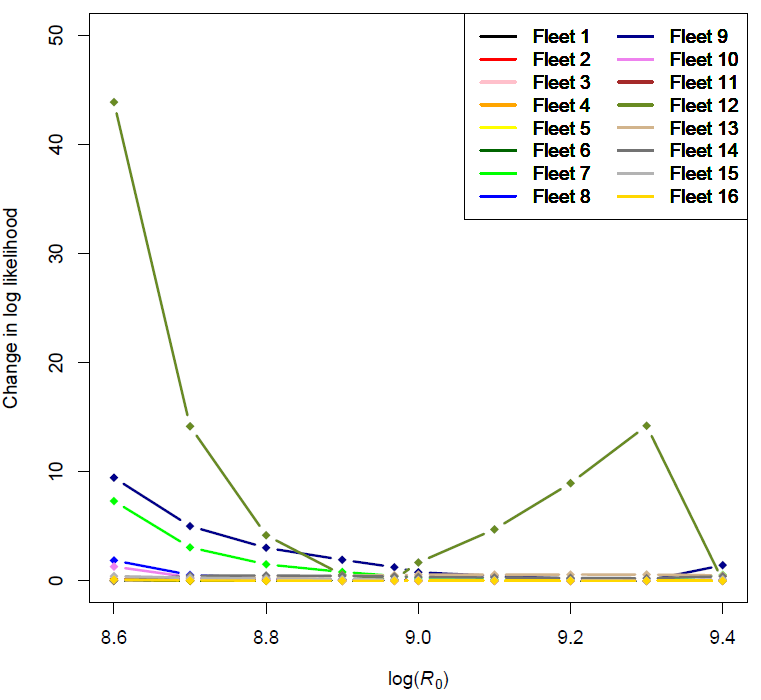 50
40
30
20
10
0
Change in log likelihood
Fleet 1 Fleet 9
Fleet 2 Fleet 10
Fleet 3 Fleet 11
Fleet 4 Fleet 12
Fleet 5 Fleet 13
Fleet 6 Fleet 14
Fleet 7 Fleet 15
Fleet 8 Fleet 16
8.6 8.8 9.0 9.2 9.4
log(R0)